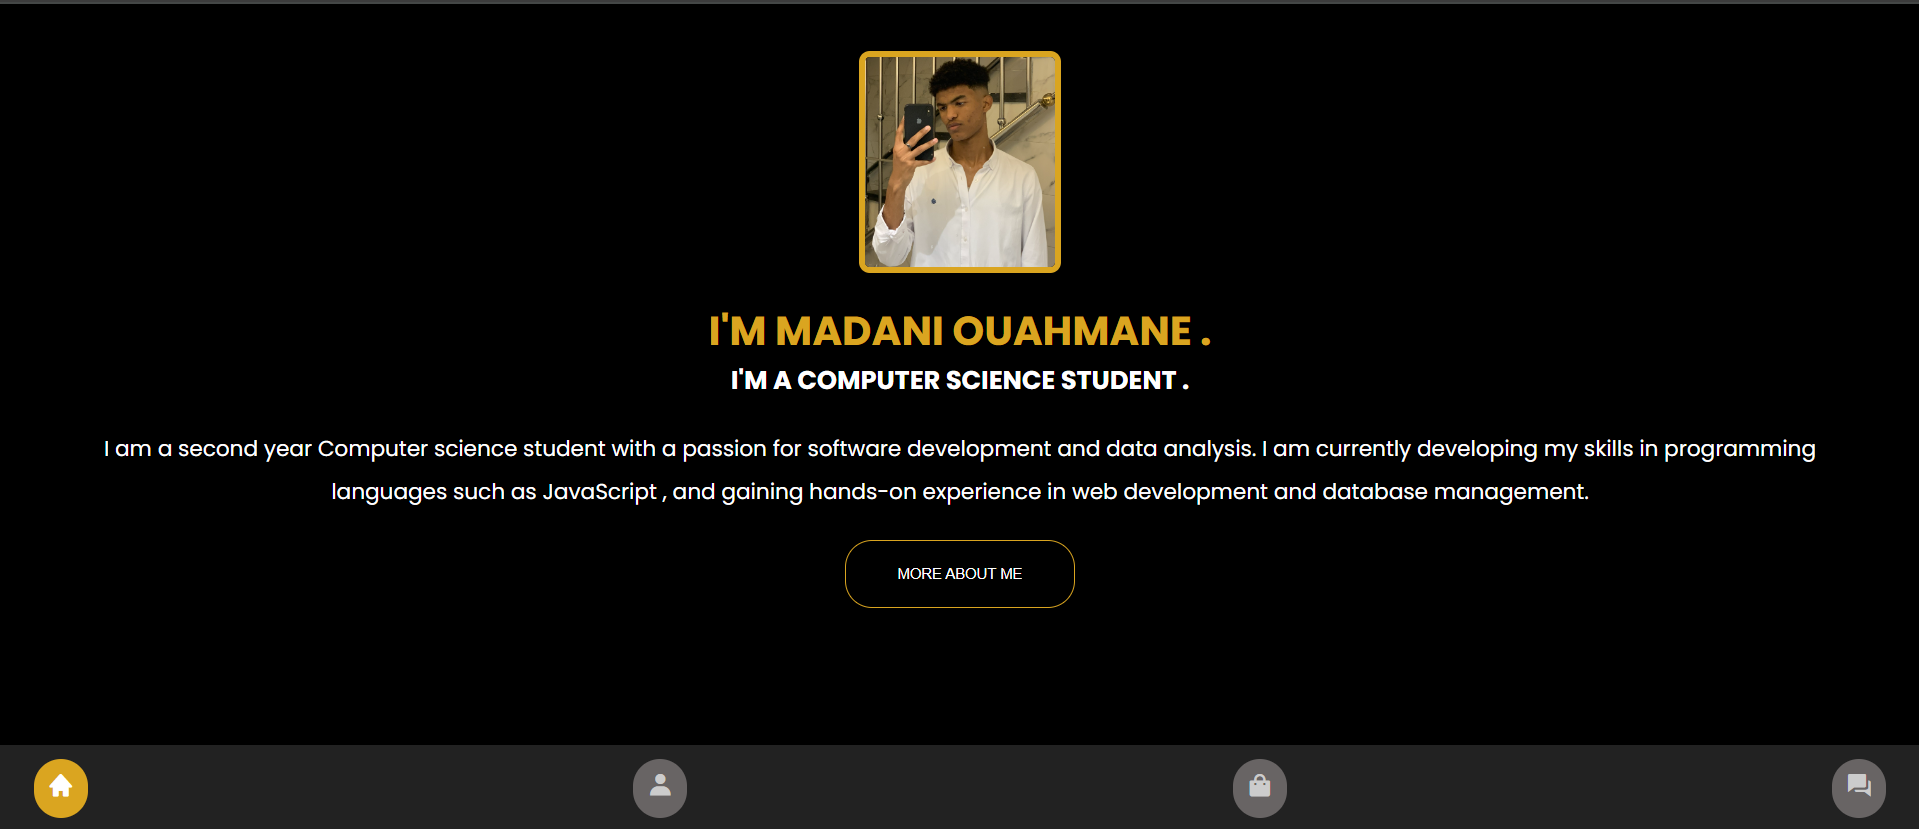 I'M MADANI OUAHMANE .
I'M A COMPUTER SCIENCE STUDENT .
I am a second year Computer science student with a passion for software development and data analysis. I am currently developing my skills in programming
languages such as JavaScript , and gaining hands-on experience in web development and database management.
MORE ABOUT ME